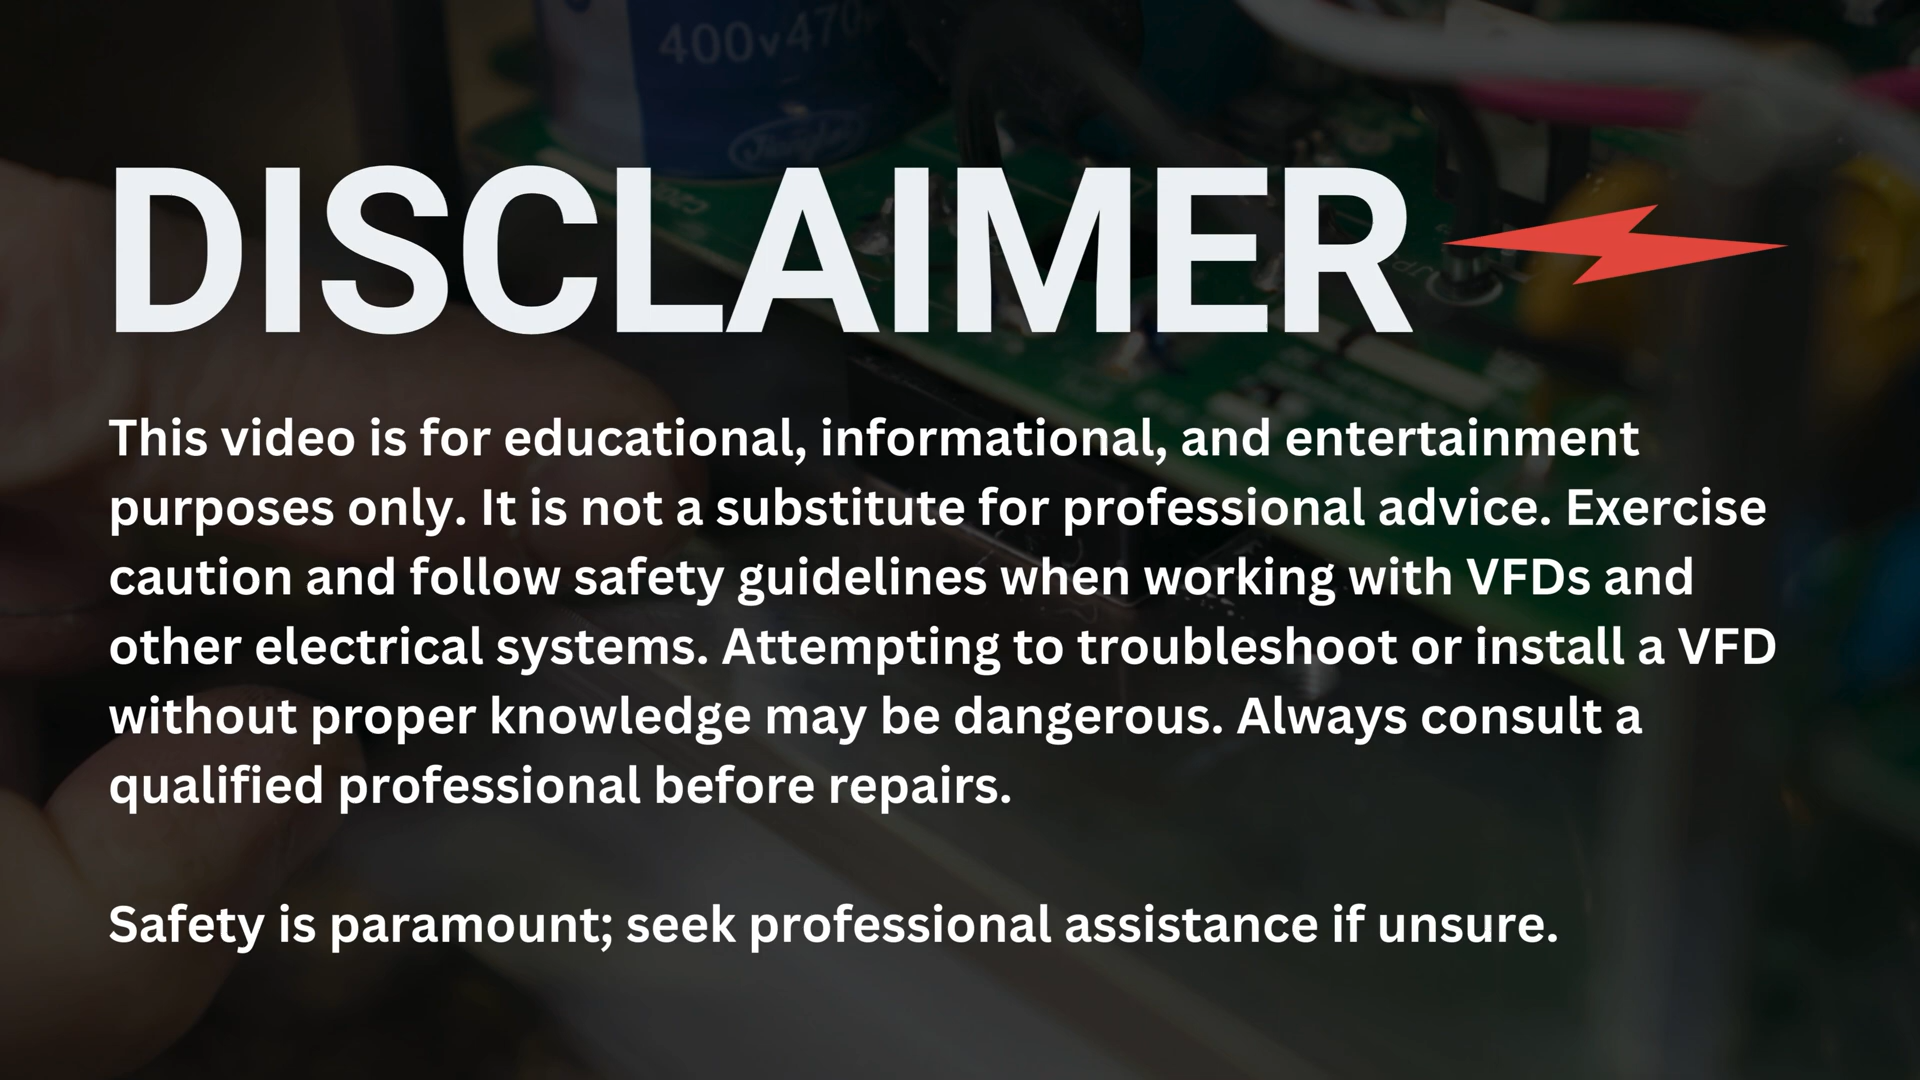 400v470
DISCLAIMER
This video is for educational, informational, and entertainment
purposes only. It is not a substitute for professional advice. Exercise
caution and follow safety guidelines when working with VFDs and
other electrical systems. Attempting to troubleshoot or install a VFD
without proper knowledge may be dangerous. Always consult a
qualified professional before repairs.
Safety is paramount; seek professional assistance if unsure.